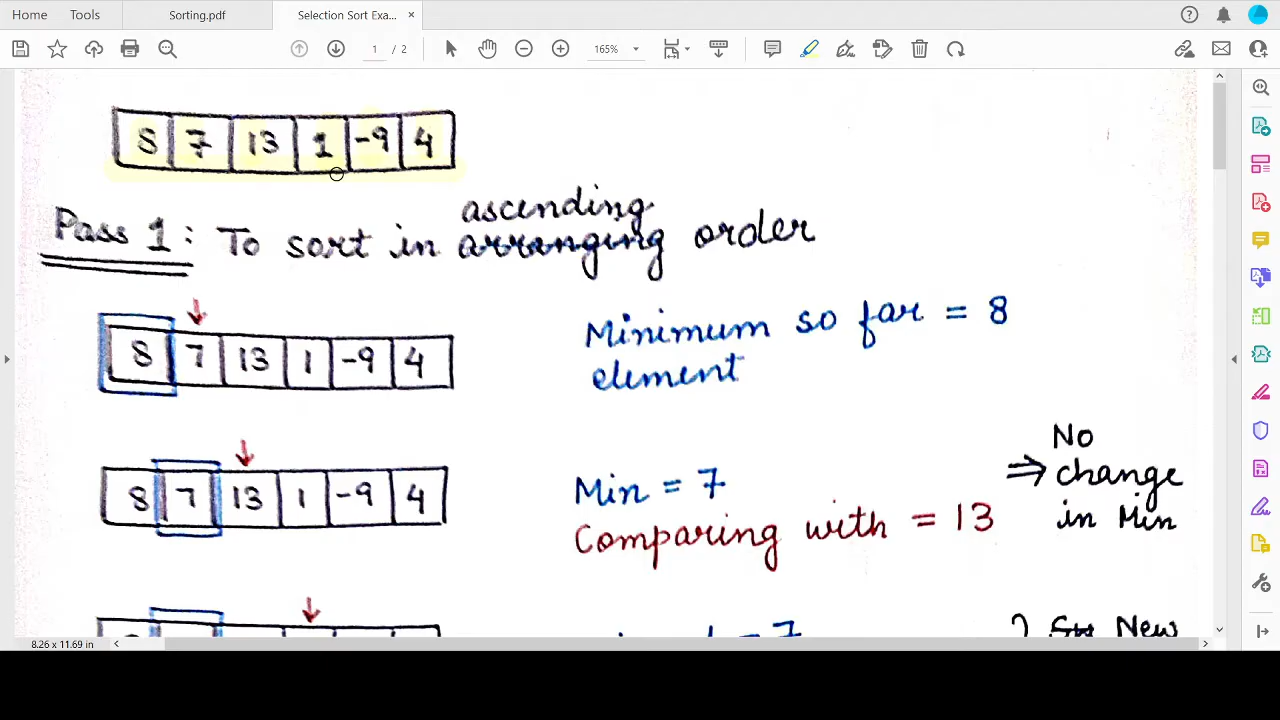 Home Tools Sorting.pdf Selection Sort Exa... ×
1 / 2 165%
8 7 13 1 -9 4
ascending
Pass 1: To sort in arranging order
8 7 13 1 -9 4
Minimum so far = 8
element
8 7 13 1 -9 4
Min = 7
Comparing with = 13
No
⇒ change
in Min
= 7
New
8.26 x 11.69 in